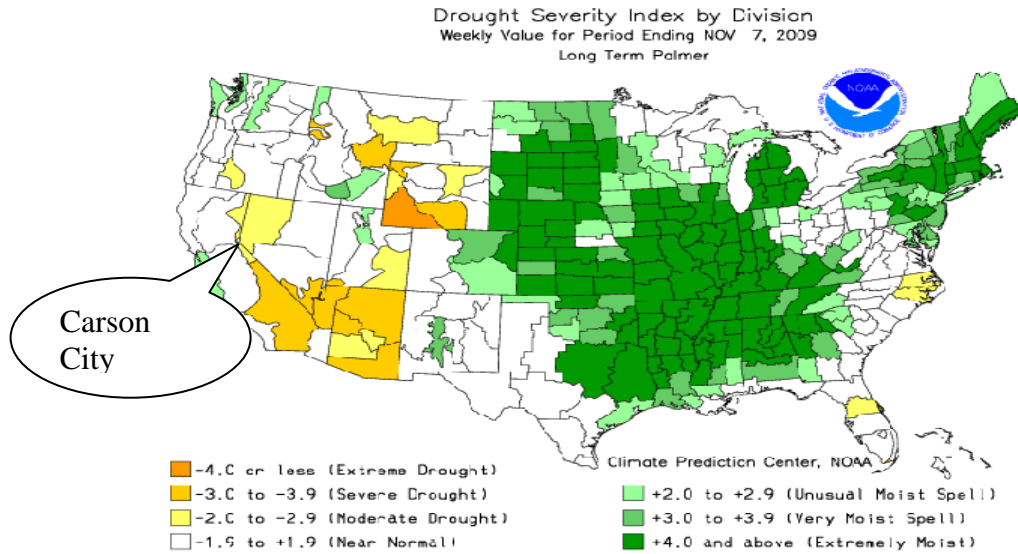 Drought Severity Index by Division
Weekly Value for Period Ending NOV 7, 2009
Long Term Palmer
NOAA
Carson
City
Climate Prediction Center, NOAA
-4.0 or less (Extreme Drought)
-3.0 to -3.9 (Severe Drought)
-2.0 to -2.9 (Moderate Drought)
-1.9 to +1.9 (Near Normal)
+2.0 to +2.9 (Unusual Moist Spell)
+3.0 to +3.9 (Very Moist Spell)
+4.0 and above (Extremely Moist)